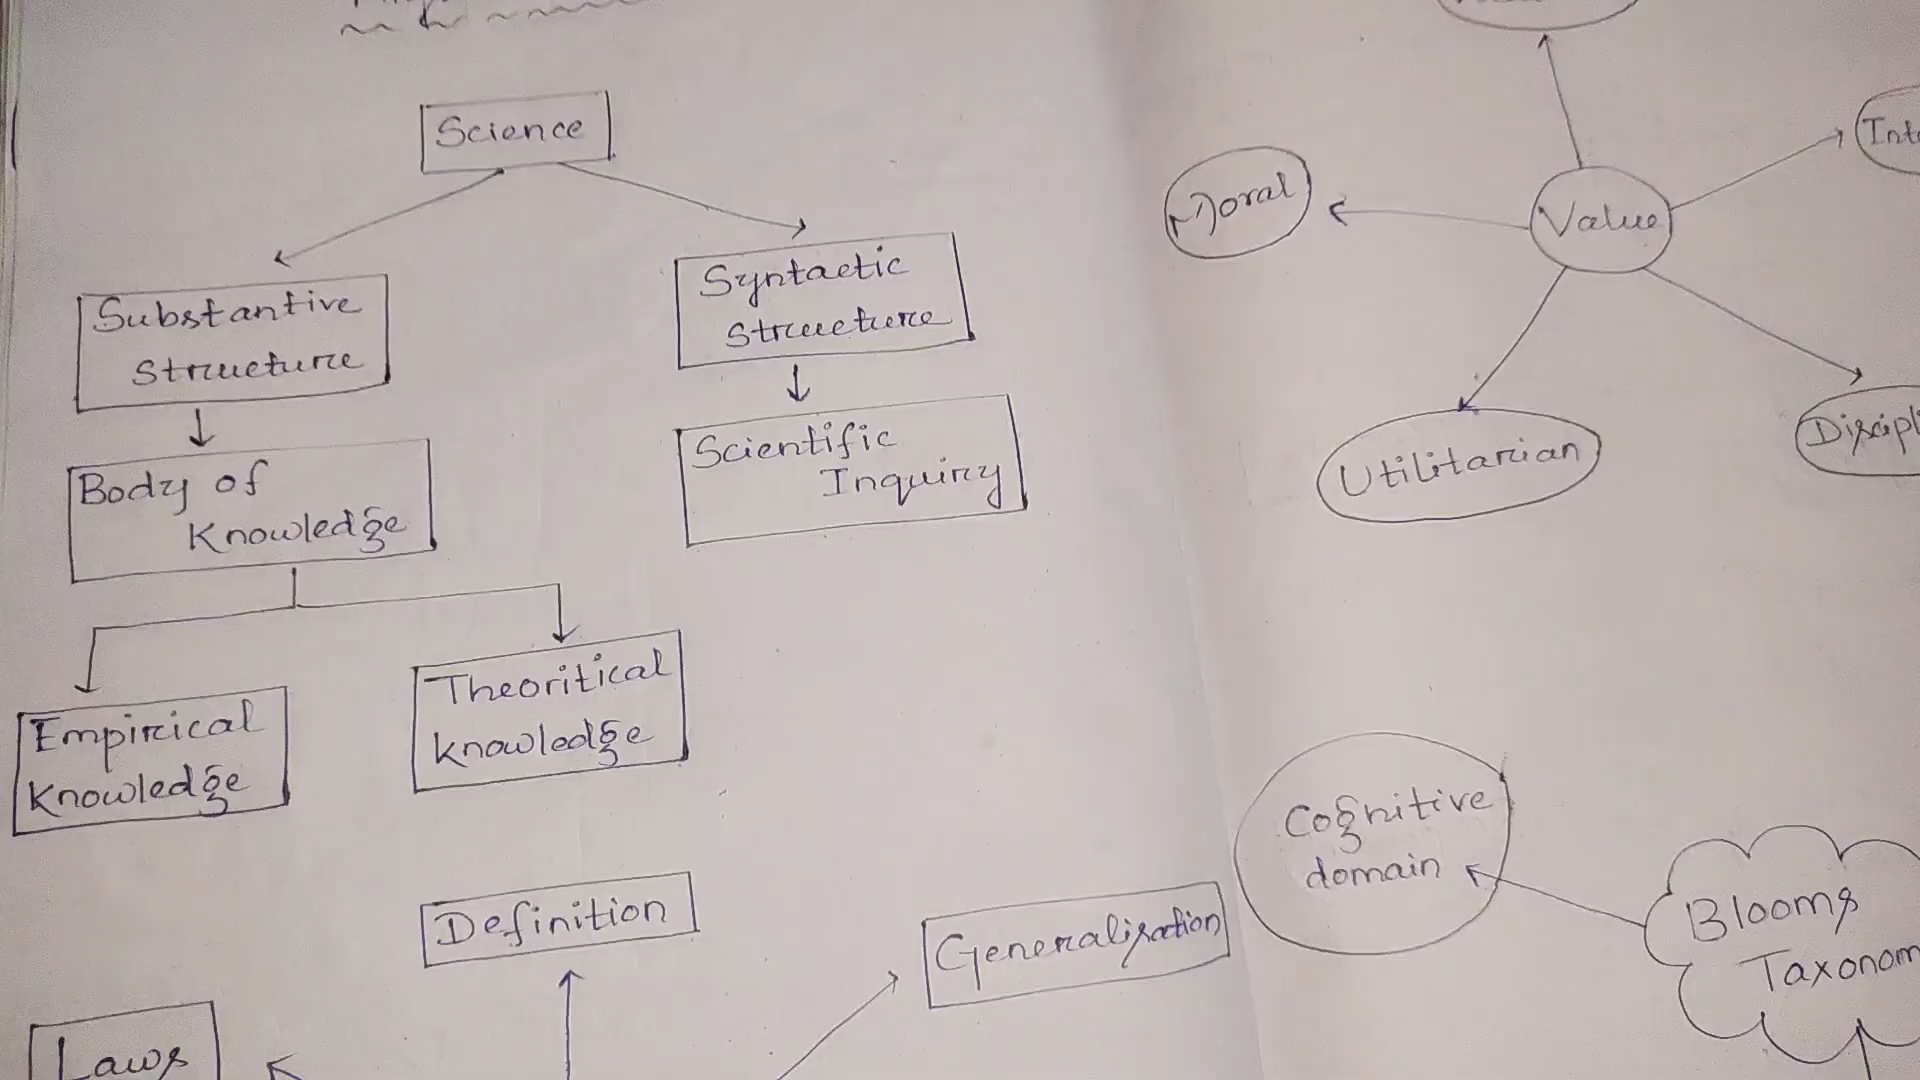 Science
Substantive
Structure
Syntactic
Structure
Body of
Knowledge
Scientific
Inquiry
Empirical
Knowledge
Theoritical
Knowledge
Definition
Generalisation
Laws
Value
Moral
Utilitarian
Cognitive
domain
Blooms